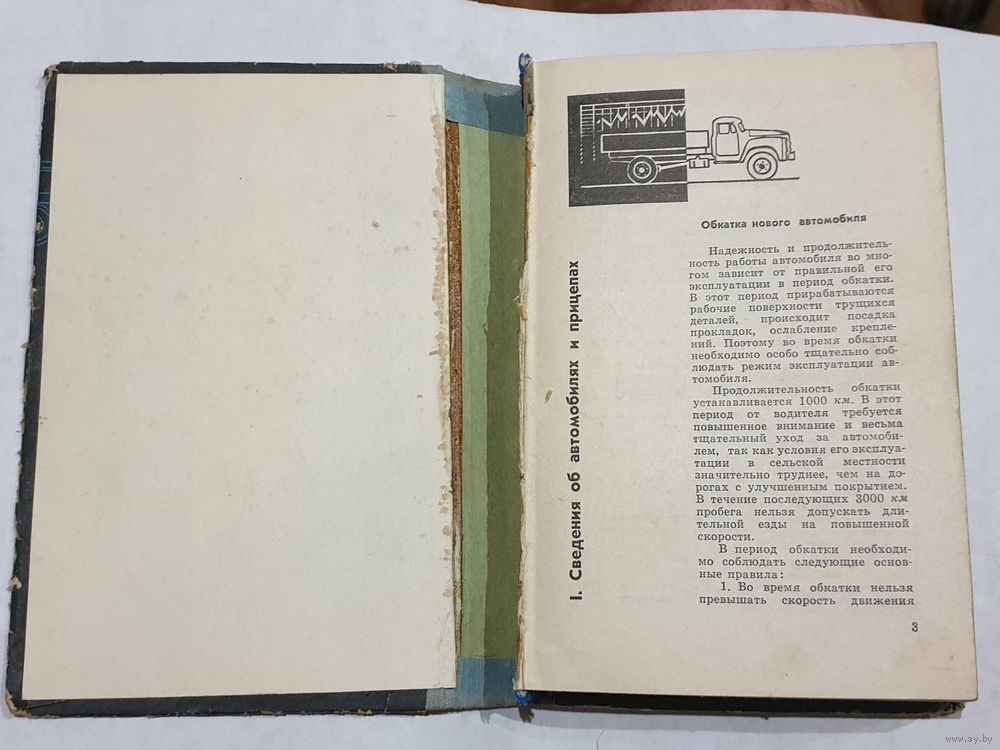 I. Сведения об автомобилях и прицепах
Обкатка нового автомобиля
Надежность и продолжитель-
ность работы автомобиля во мно-
гом зависит от правильной его
эксплуатации в период обкатки.
В этот период прирабатываются
рабочие поверхности трущихся
деталей, происходит посадка
прокладок, ослабление крепле-
ний. Поэтому во время обкатки
необходимо особо тщательно соб-
людать режим эксплуатации ав-
томобиля.
Продолжительность обкатки
устанавливается 1000 км. В этот
период от водителя требуется
повышенное внимание и весьма
тщательный уход за автомоби-
лем, так как условия его эксплуа-
тации в сельской местности
значительно труднее, чем на до-
рогах с улучшенным покрытием.
В течение последующих 3000 км
пробега нельзя допускать дли-
тельной езды на повышенной
скорости.
В период обкатки необходи-
мо соблюдать следующие основ-
ные правила:
1. Во время обкатки нельзя
превышать скорость движения
3
www.ay.by